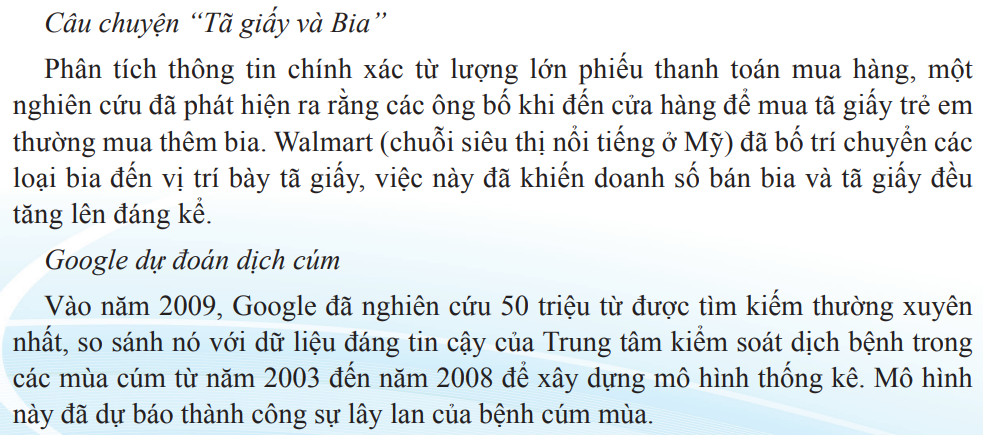 Câu chuyện “Tã giấy và Bia”
Phân tích thông tin chính xác từ lượng lớn phiếu thanh toán mua hàng, một
nghiên cứu đã phát hiện ra rằng các ông bố khi đến cửa hàng để mua tã giấy trẻ em
thường mua thêm bia. Walmart (chuỗi siêu thị nổi tiếng ở Mỹ) đã bố trí chuyển các
loại bia đến vị trí bày tã giấy, việc này đã khiến doanh số bán bia và tã giấy đều
tăng lên đáng kể.
Google dự đoán dịch cúm
Vào năm 2009, Google đã nghiên cứu 50 triệu từ được tìm kiếm thường xuyên
nhất, so sánh nó với dữ liệu đáng tin cậy của Trung tâm kiểm soát dịch bệnh trong
các mùa cúm từ năm 2003 đến năm 2008 để xây dựng mô hình thống kê. Mô hình
này đã dự báo thành công sự lây lan của bệnh cúm mùa.